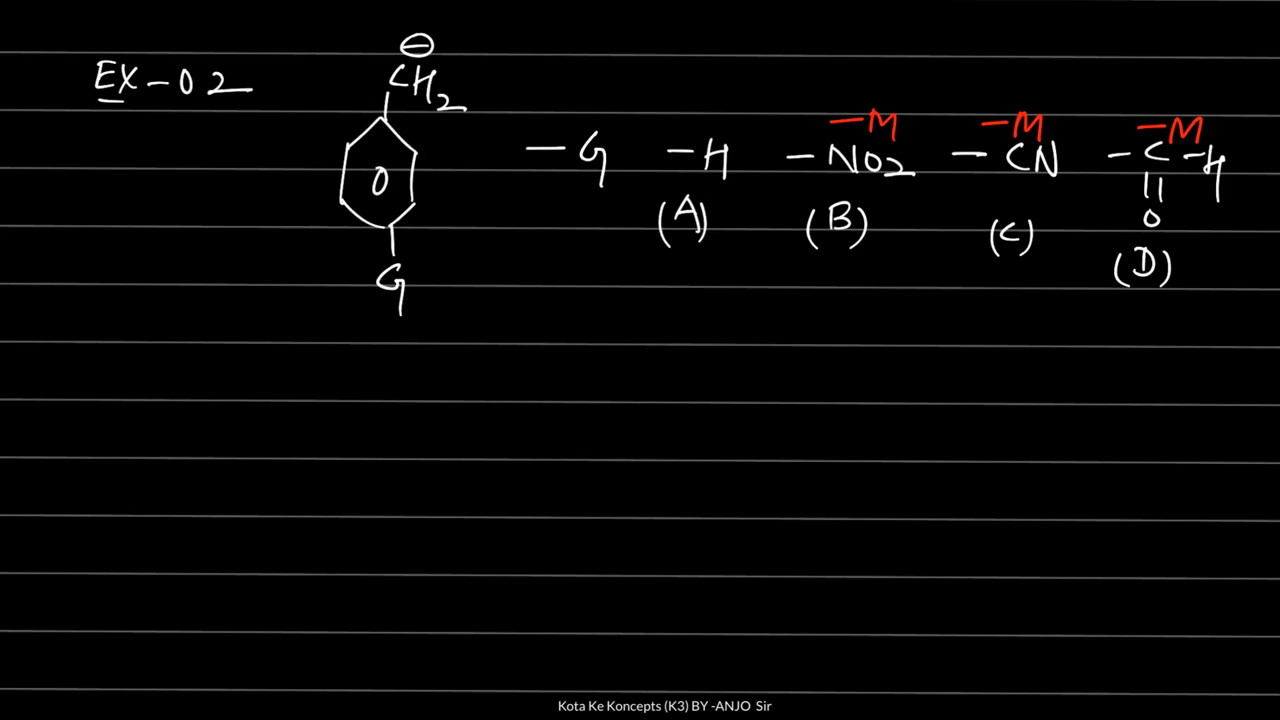 EX-02
⊖
CH2
G
-G -H -NO2 -CN -C-H
-M -M -M
||
O
(A) (B) (C) (D)
Kota Ke Koncepts (K3) BY -ANJO Sir